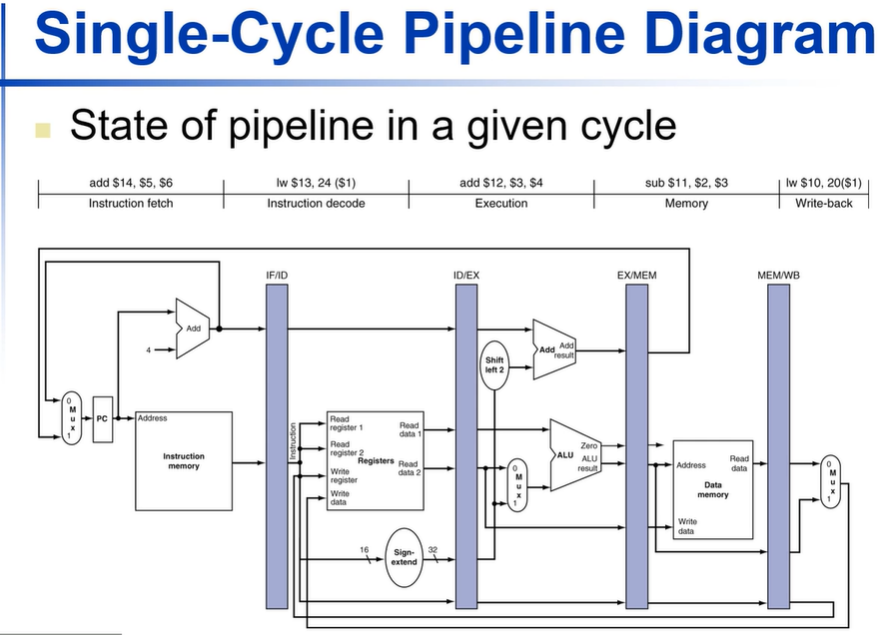 Single-Cycle Pipeline Diagram
State of pipeline in a given cycle
add $14, $5, $6
lw $13, 24 ($1)
add $12, $3, $4
sub $11, $2, $3
lw $10, 20($1)
Instruction fetch
Instruction decode
Execution
Memory
Write-back
IF/ID
ID/EX
EX/MEM
MEM/WB
Add
4
Shift
left 2
Add
Add
result
0
M
u
x
1
PC
Address
Instruction
memory
Instruction
Read
register 1
Read
register 2
Write
register
Write
data
Registers
Read
data 1
Read
data 2
16
Sign-
extend
32
0
M
u
x
1
ALU
Zero
ALU
result
Address
Read
data
Data
memory
Write
data
0
M
u
x
1